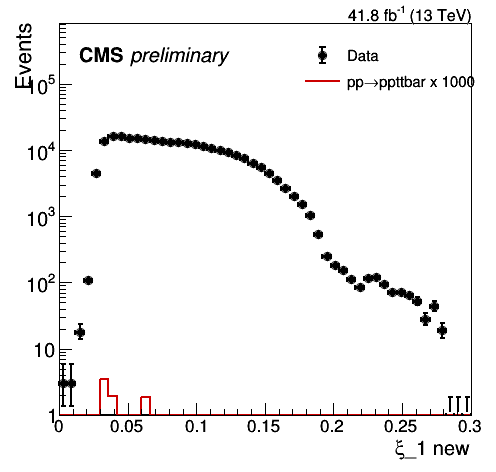 41.8 fb⁻¹ (13 TeV)
Events
CMS preliminary
Data
pp→ppttbar x 1000
10⁵
10⁴
10³
10²
10
1
0 0.05 0.1 0.15 0.2 0.25 0.3
ξ_1 new